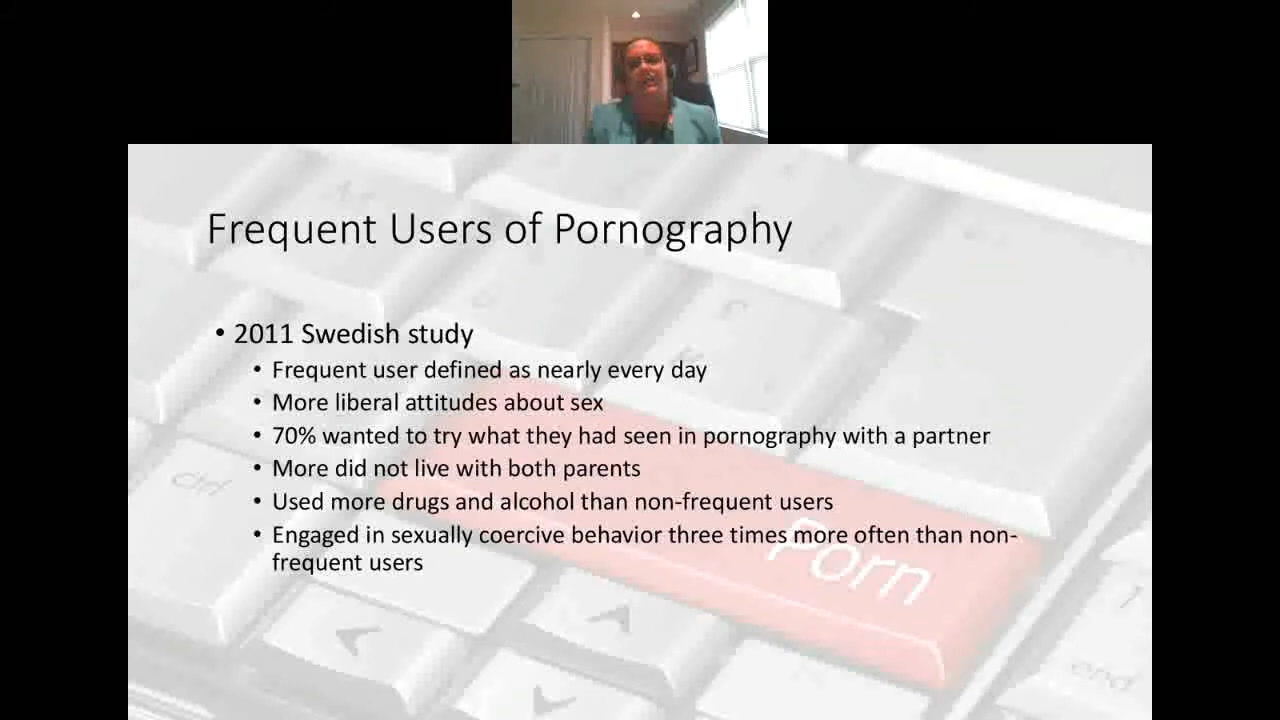 Frequent Users of Pornography
• 2011 Swedish study
• Frequent user defined as nearly every day
• More liberal attitudes about sex
• 70% wanted to try what they had seen in pornography with a partner
• More did not live with both parents
• Used more drugs and alcohol than non-frequent users
• Engaged in sexually coercive behavior three times more often than non-
frequent users
Porn
ctrl
end